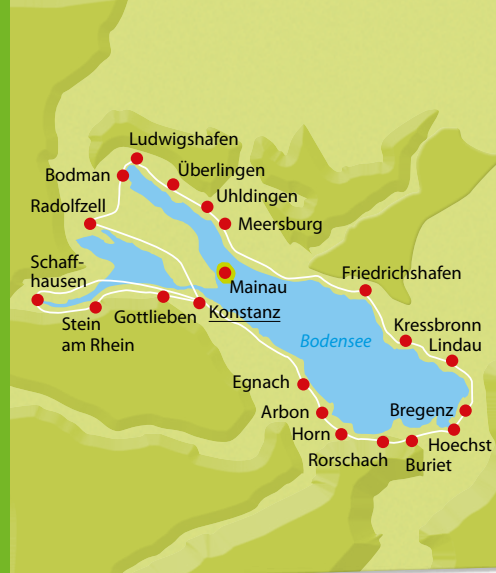 Ludwigshafen
Bodman
Überlingen
Radolfzell
Uhldingen
Meersburg
Schaff-
hausen
Mainau
Friedrichshafen
Stein
am Rhein
Gottlieben
Konstanz
Bodensee
Kressbronn
Lindau
Egnach
Arbon
Bregenz
Horn
Hoechst
Rorschach
Buriet